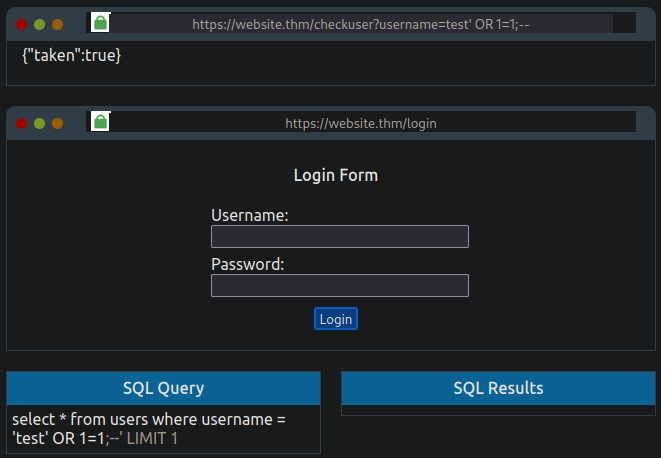 https://website.thm/checkuser?username=test' OR 1=1;--
{"taken":true}
https://website.thm/login
Login Form
Username:
Password:
Login
SQL Query
select * from users where username =
'test' OR 1=1;--' LIMIT 1
SQL Results